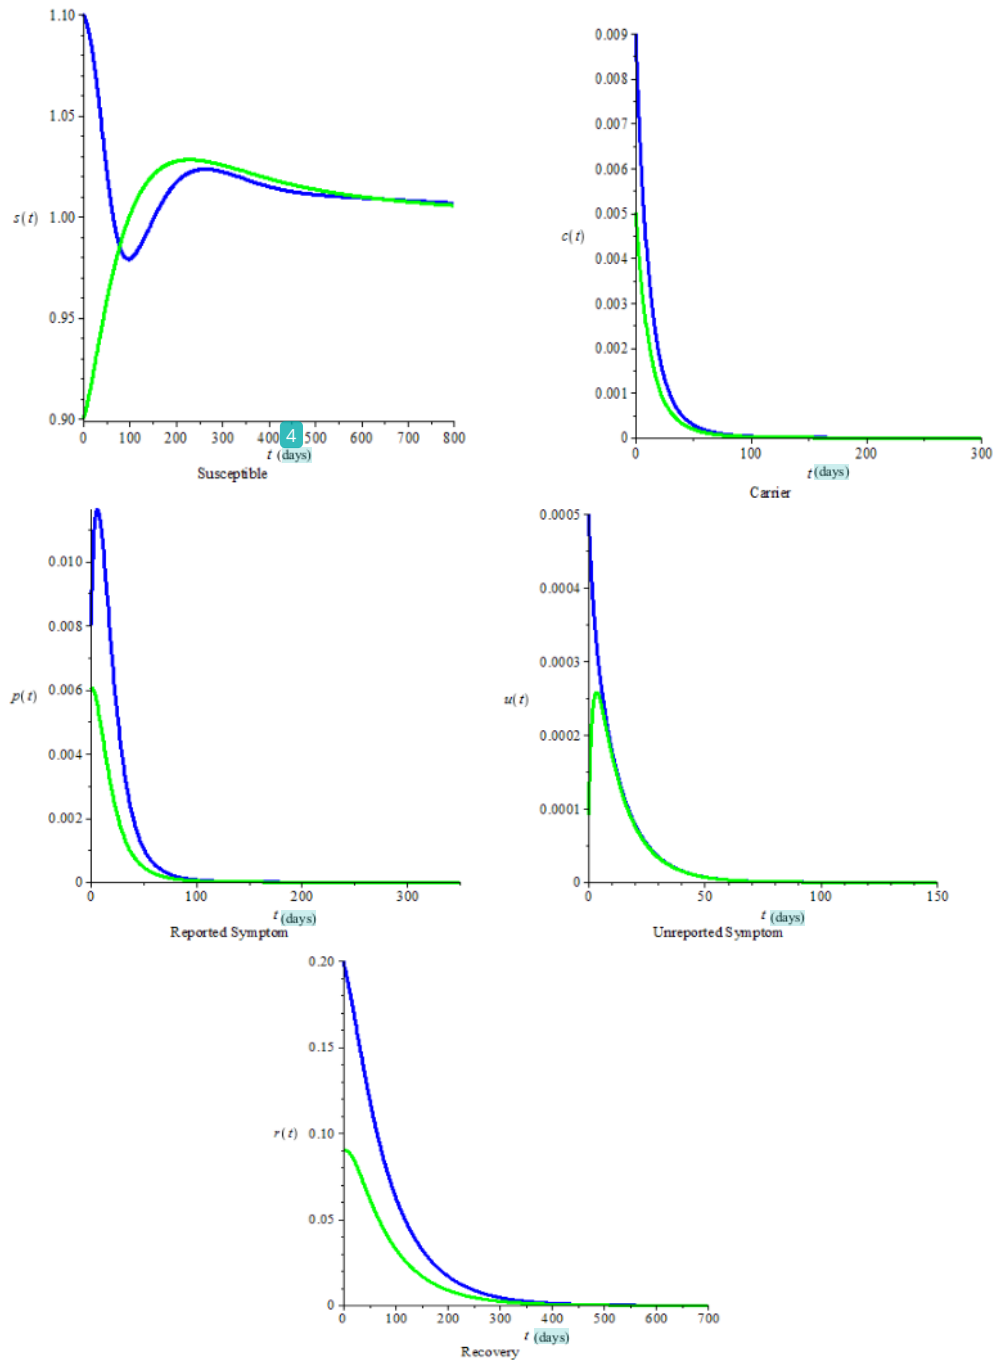 1.10
1.05
s(t) 1.00
0.95
0.90
0 100 200 300 400 500 600 700 800
4
t (days)
Susceptible
0.009
0.008
0.007
0.006
0.005
c(t)
0.004
0.003
0.002
0.001
0
0 100 200 300
t (days)
Carrier
0.010
0.008
p(t) 0.006
0.004
0.002
0
0 100 200 300
t (days)
Reported Symptom
0.0005
0.0004
0.0003
u(t)
0.0002
0.0001
0
0 50 100 150
t (days)
Unreported Symptom
0.20
0.15
r(t) 0.10
0.05
0
0 100 200 300 400 500 600 700
t (days)
Recovery